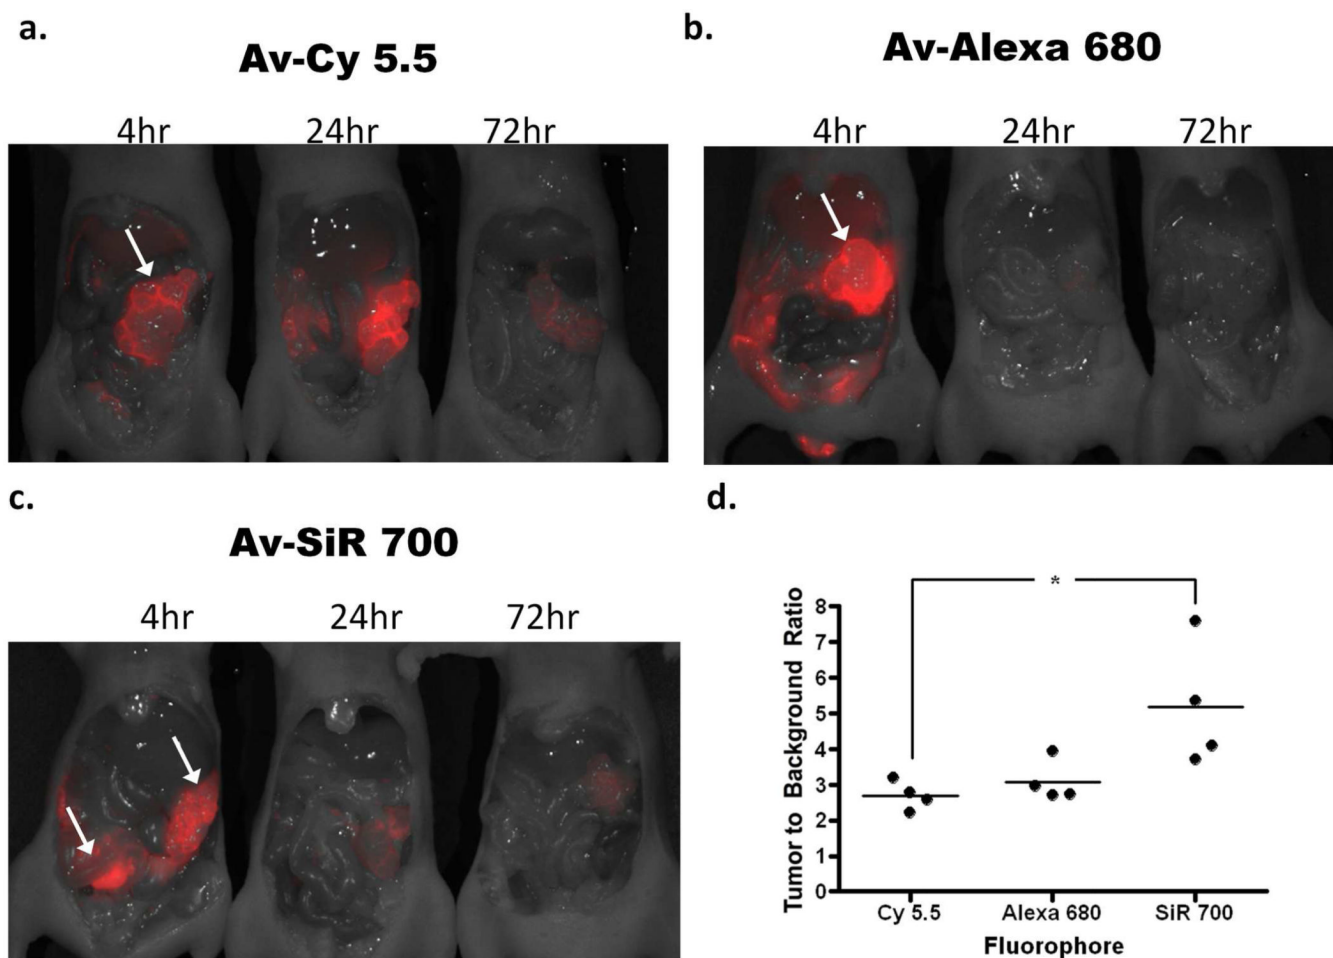 a.
Av-Cy 5.5
4hr 24hr 72hr
b.
Av-Alexa 680
4hr 24hr 72hr
c.
Av-SiR 700
4hr 24hr 72hr
d.
*
Tumor to Background Ratio
8
7
6
5
4
3
2
1
0
Cy 5.5 Alexa 680 SiR 700
Fluorophore